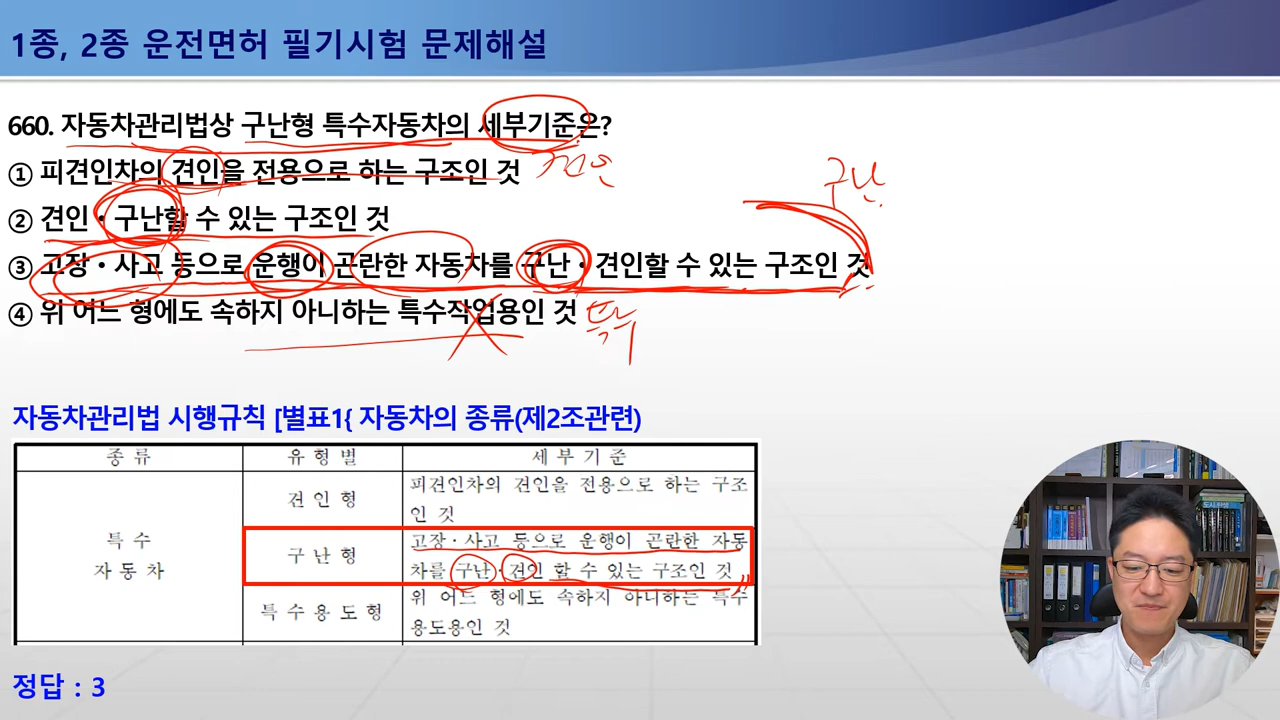 1종, 2종 운전면허 필기시험 문제해설
660. 자동차관리법상 구난형 특수자동차의 세부기준은?
① 피견인차의 견인을 전용으로 하는 구조인 것
견인
구난
② 견인·구난할 수 있는 구조인 것
③ 고장·사고 등으로 운행이 곤란한 자동차를 구난·견인할 수 있는 구조인 것
④ 위 어느 형에도 속하지 아니하는 특수작업용인 것
특수
자동차관리법 시행규칙 [별표1{ 자동차의 종류(제2조관련)
종 류 유 형 별 세 부 기 준
특 수
자 동 차
견 인 형
피견인차의 견인을 전용으로 하는 구조
인 것
구 난 형
고장·사고 등으로 운행이 곤란한 자동
차를 구난·견인 할 수 있는 구조인 것
특 수 용 도 형
위 어느 형에도 속하지 아니하는 특수
용도용인 것
정답 : 3